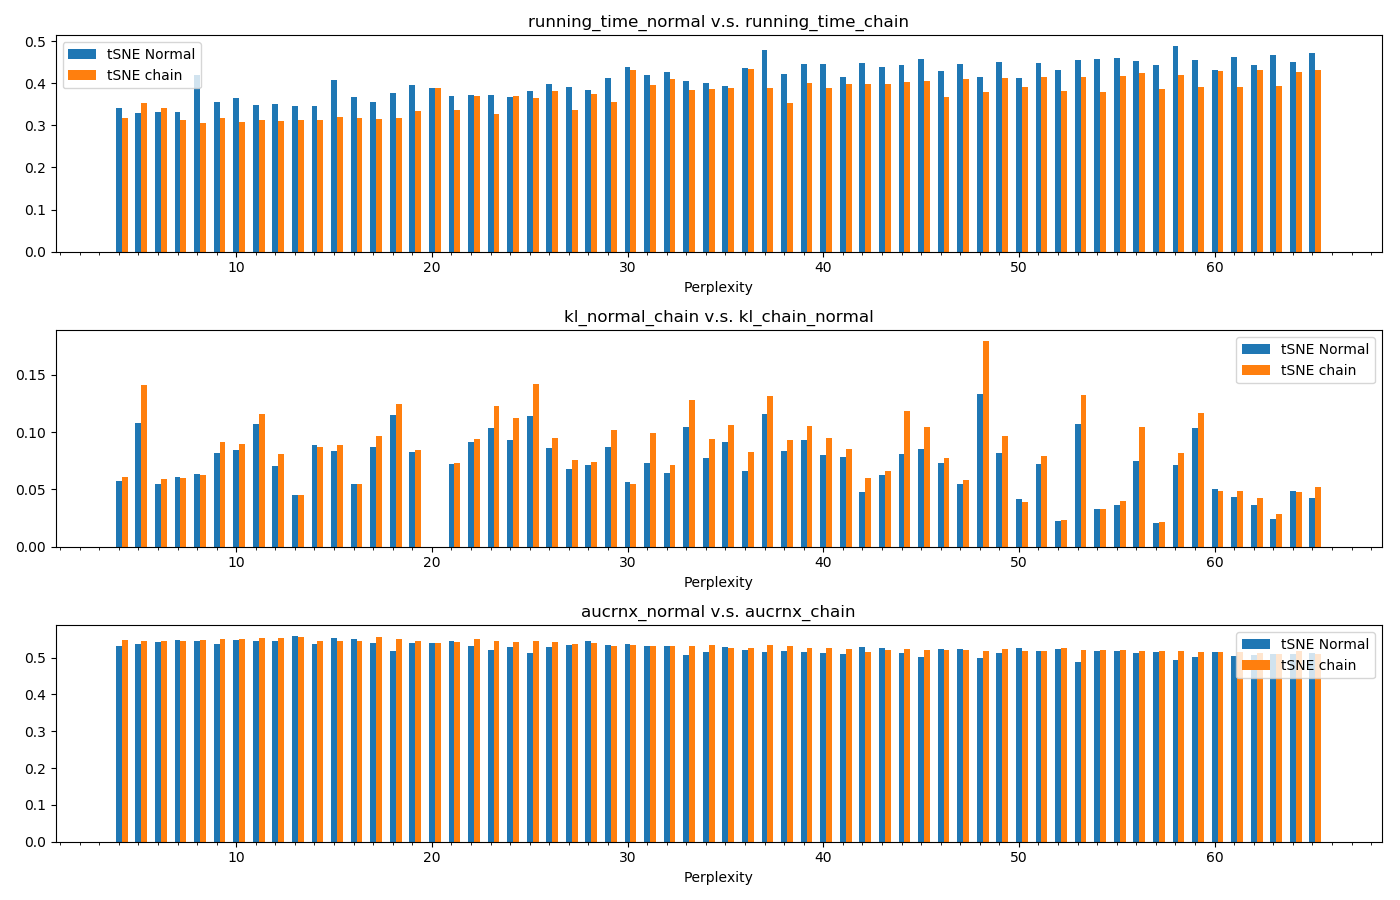 running_time_normal v.s. running_time_chain
tSNE Normal
tSNE chain
0.5
0.4
0.3
0.2
0.1
0.0
10 20 30 40 50 60
Perplexity
kl_normal_chain v.s. kl_chain_normal
tSNE Normal
tSNE chain
0.15
0.10
0.05
0.00
10 20 30 40 50 60
Perplexity
aucrnx_normal v.s. aucrnx_chain
tSNE Normal
tSNE chain
0.5
0.4
0.3
0.2
0.1
0.0
10 20 30 40 50 60
Perplexity